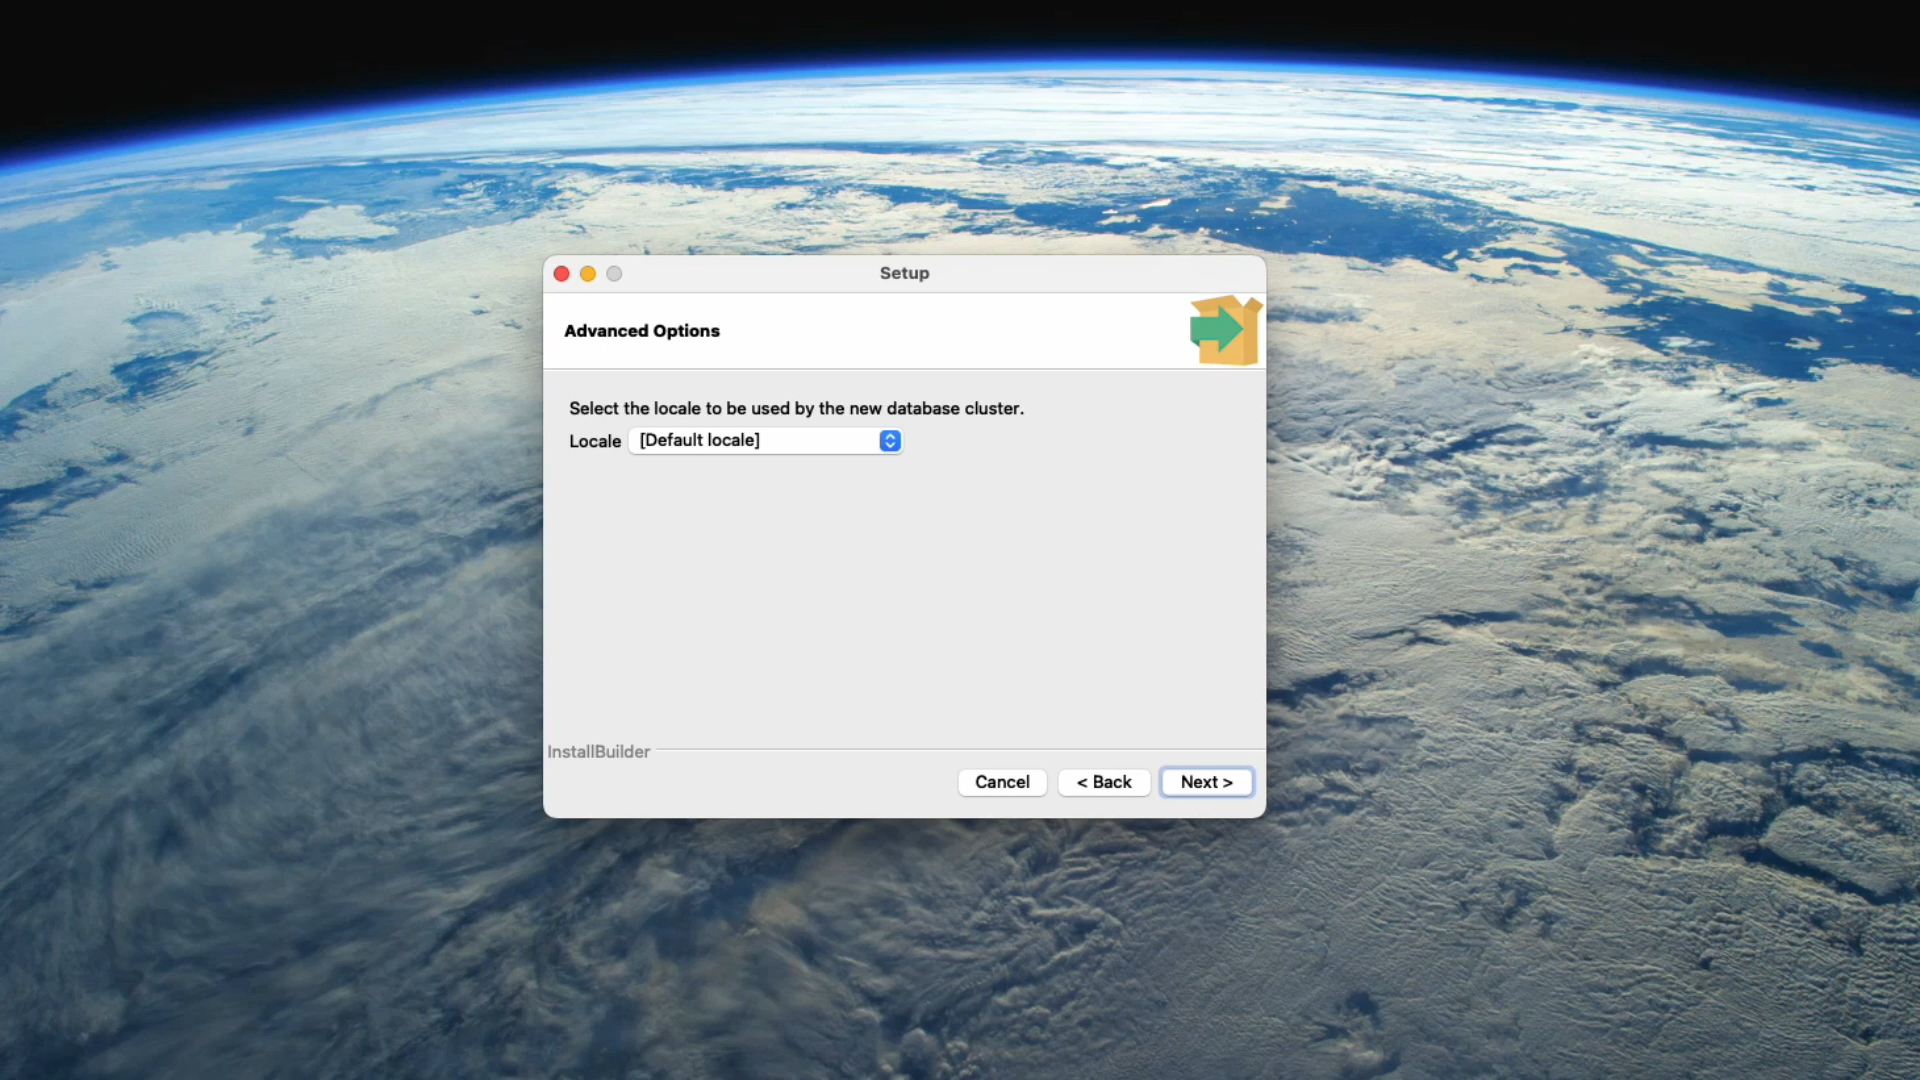 Setup
Advanced Options
Select the locale to be used by the new database cluster.
Locale [Default locale]
InstallBuilder
Cancel < Back Next >